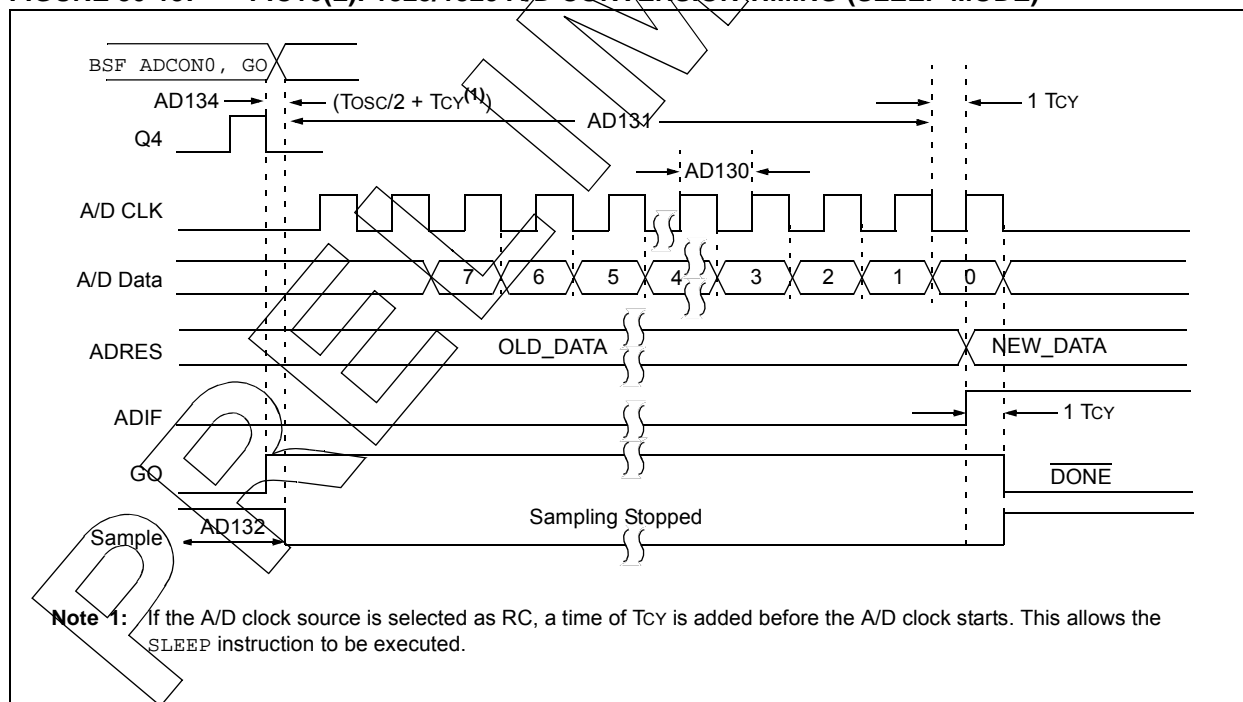 BSF ADCON0, GO
AD134
(TOSC/2 + TCY(1))
AD131
1 TCY
Q4
AD130
A/D CLK
A/D Data
7 6 5 4 3 2 1 0
ADRES
OLD_DATA
NEW_DATA
ADIF
1 TCY
GO
DONE
Sample
AD132
Sampling Stopped
Note 1: If the A/D clock source is selected as RC, a time of TCY is added before the A/D clock starts. This allows the
SLEEP instruction to be executed.